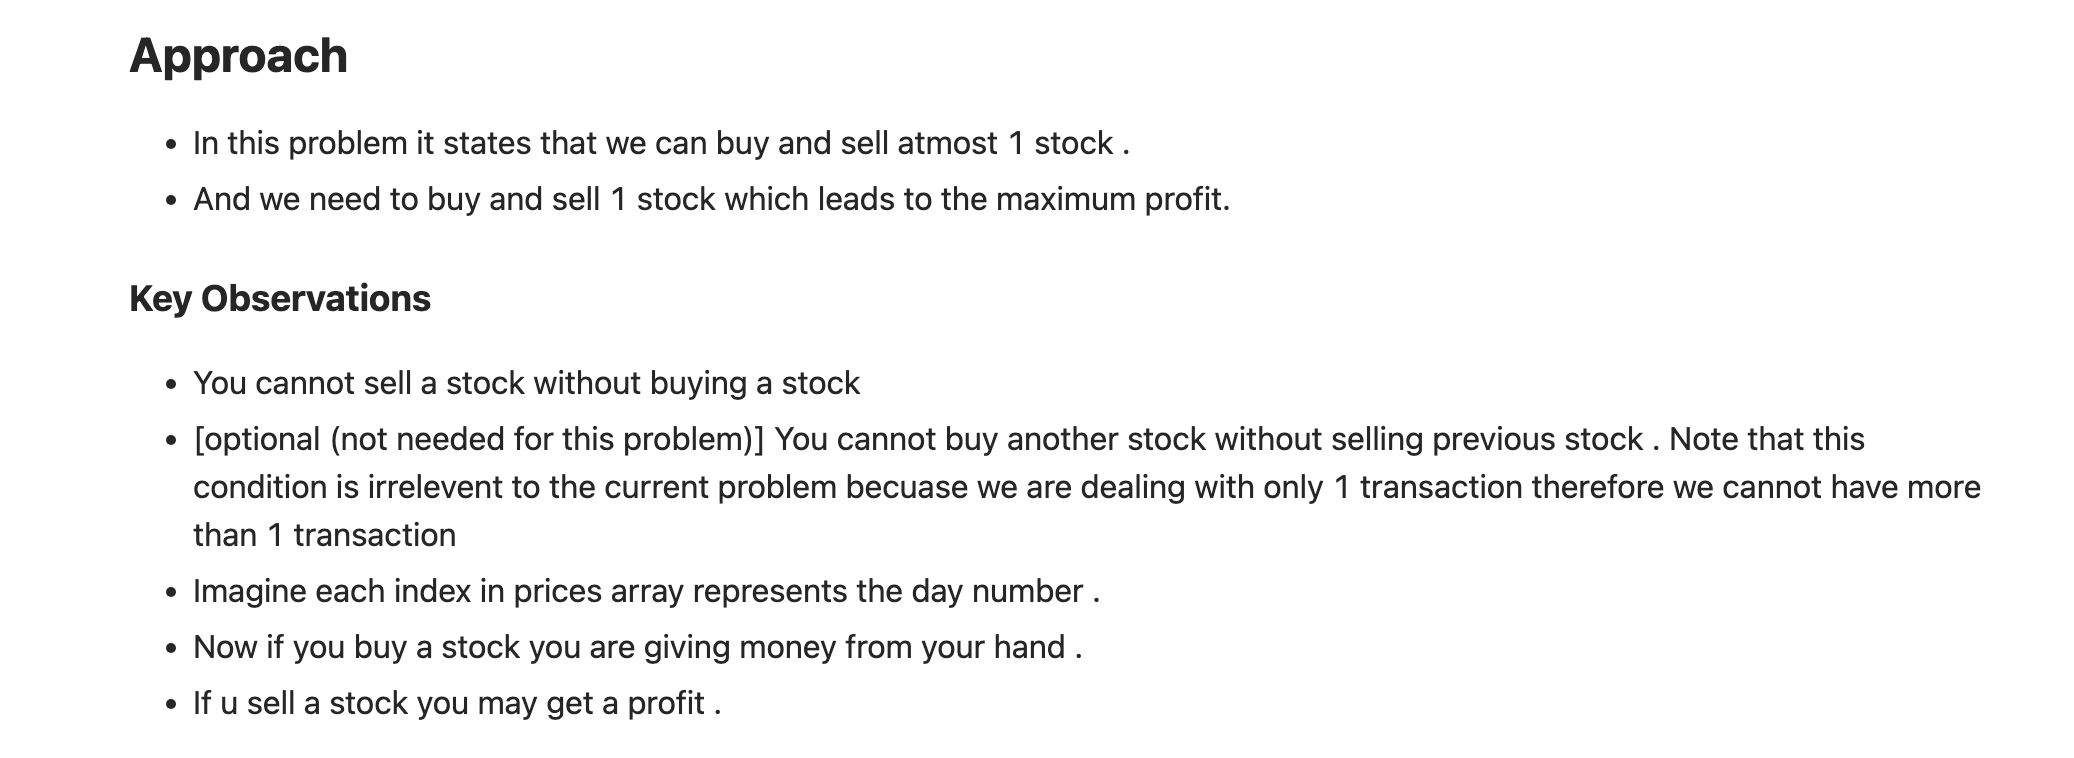 Approach
• In this problem it states that we can buy and sell atmost 1 stock .
• And we need to buy and sell 1 stock which leads to the maximum profit.
Key Observations
• You cannot sell a stock without buying a stock
• [optional (not needed for this problem)] You cannot buy another stock without selling previous stock . Note that this
condition is irrelevent to the current problem becuase we are dealing with only 1 transaction therefore we cannot have more
than 1 transaction
• Imagine each index in prices array represents the day number .
• Now if you buy a stock you are giving money from your hand .
• If u sell a stock you may get a profit .